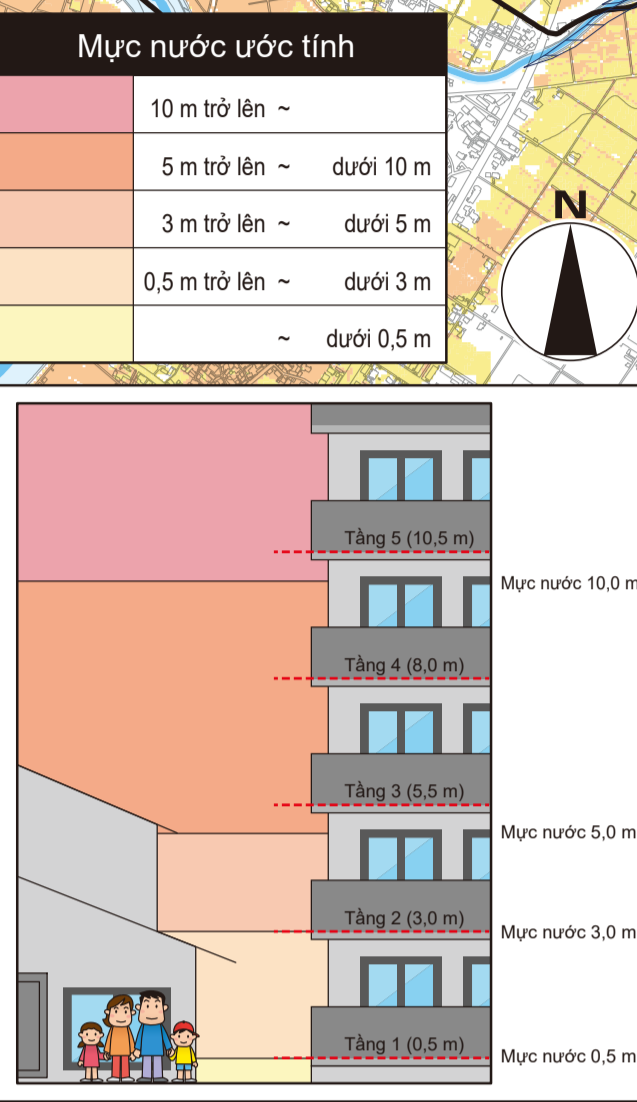 Mực nước ước tính
10 m trở lên ~
5 m trở lên ~ dưới 10 m
3 m trở lên ~ dưới 5 m
0,5 m trở lên ~ dưới 3 m
~ dưới 0,5 m
N
Tầng 5 (10,5 m)
Mực nước 10,0 m
Tầng 4 (8,0 m)
Tầng 3 (5,5 m)
Mực nước 5,0 m
Tầng 2 (3,0 m)
Mực nước 3,0 m
Tầng 1 (0,5 m)
Mực nước 0,5 m